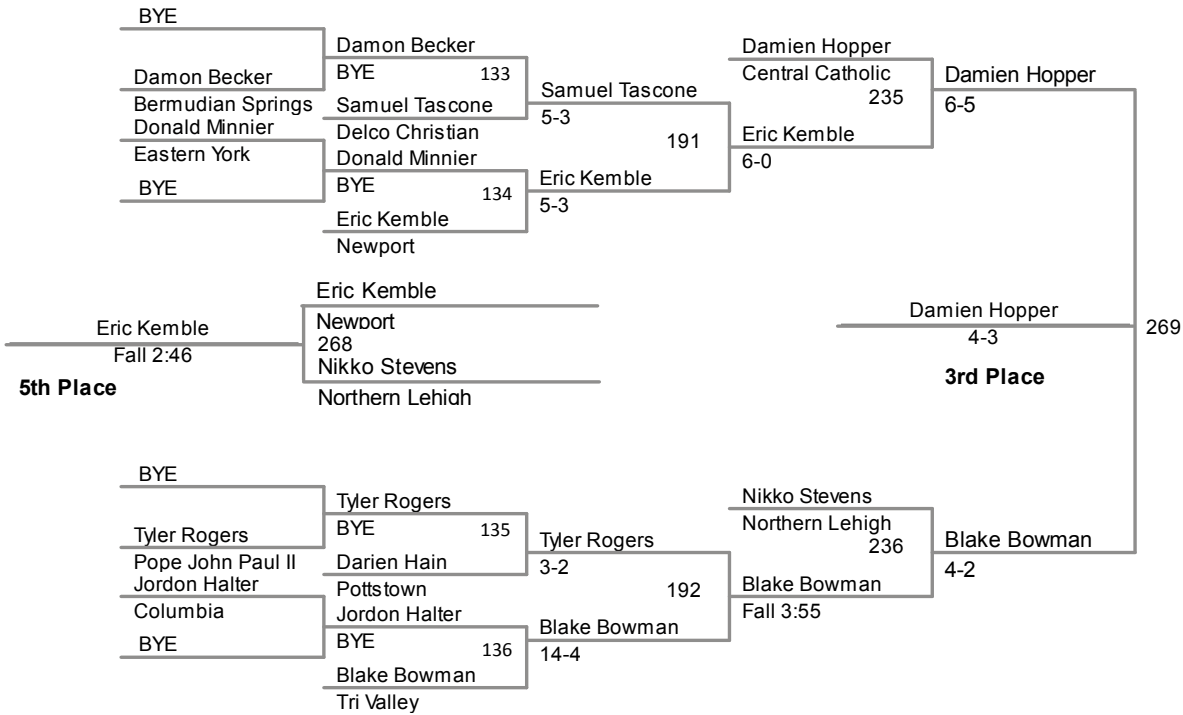 BYE
Damon Becker
Damien Hopper
Damon Becker
BYE
133
Central Catholic
Damien Hopper
Samuel Tascone
235
Bermudian Springs
Samuel Tascone
5-3
6-5
Donald Minnier
Delco Christian
191
Eric Kemble
Eastern York
Donald Minnier
6-0
BYE
BYE
134
Eric Kemble
5-3
Eric Kemble
Newport
Eric Kemble
Newport
Damien Hopper
Eric Kemble
268
4-3
269
Fall 2:46
Nikko Stevens
5th Place
3rd Place
Northern Lehigh
BYE
Tyler Rogers
Nikko Stevens
Tyler Rogers
BYE
135
Northern Lehigh
Tyler Rogers
236
Blake Bowman
Pope John Paul II
Darien Hain
3-2
4-2
Jordon Halter
Pottstown
192
Blake Bowman
Columbia
Jordon Halter
Fall 3:55
BYE
BYE
136
Blake Bowman
14-4
Blake Bowman
Tri Valley